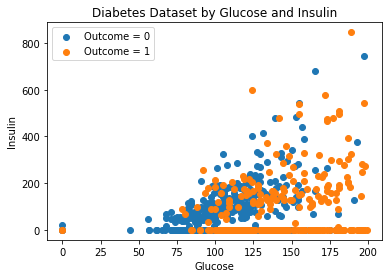 Diabetes Dataset by Glucose and Insulin
Outcome = 0
Outcome = 1
Insulin
800
600
400
200
0
0 25 50 75 100 125 150 175 200
Glucose